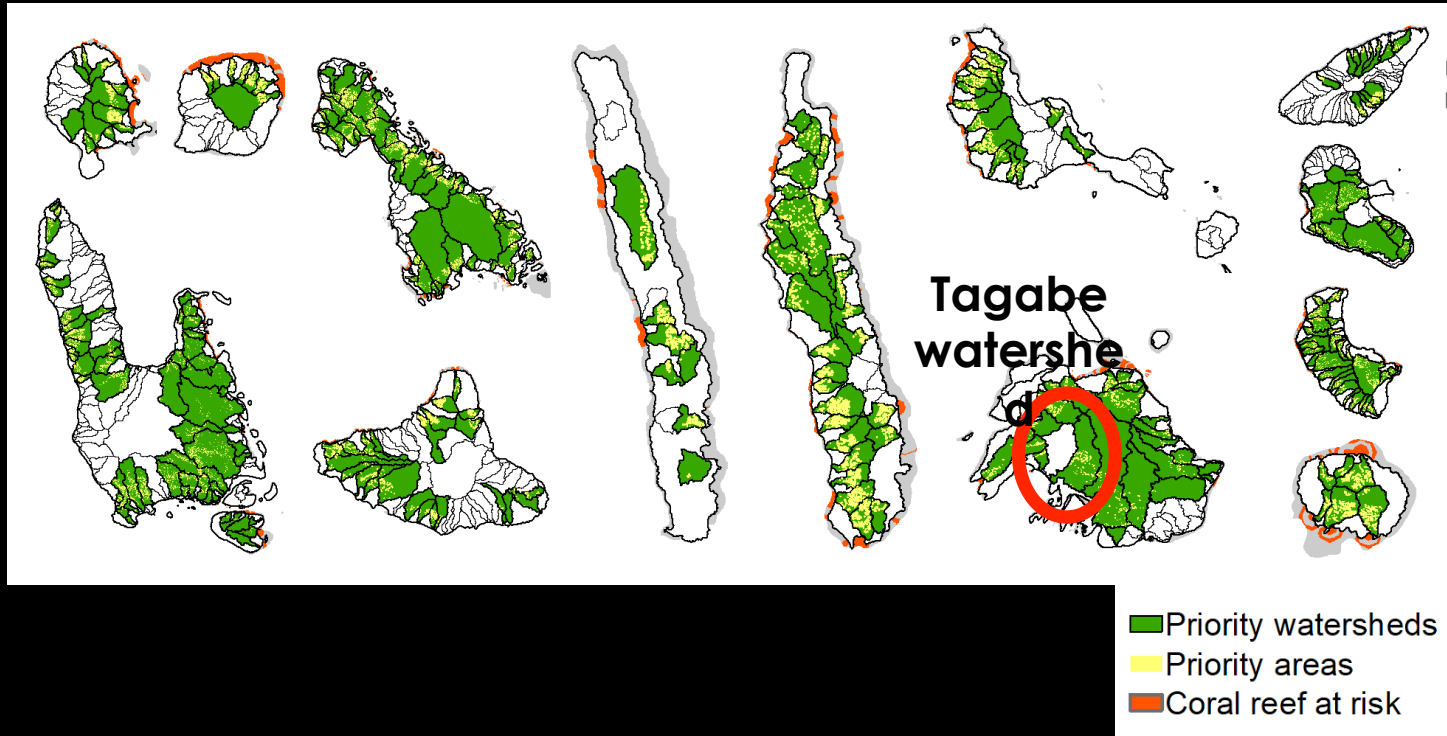 Tagabe
watershe
d
Priority watersheds
Priority areas
Coral reef at risk